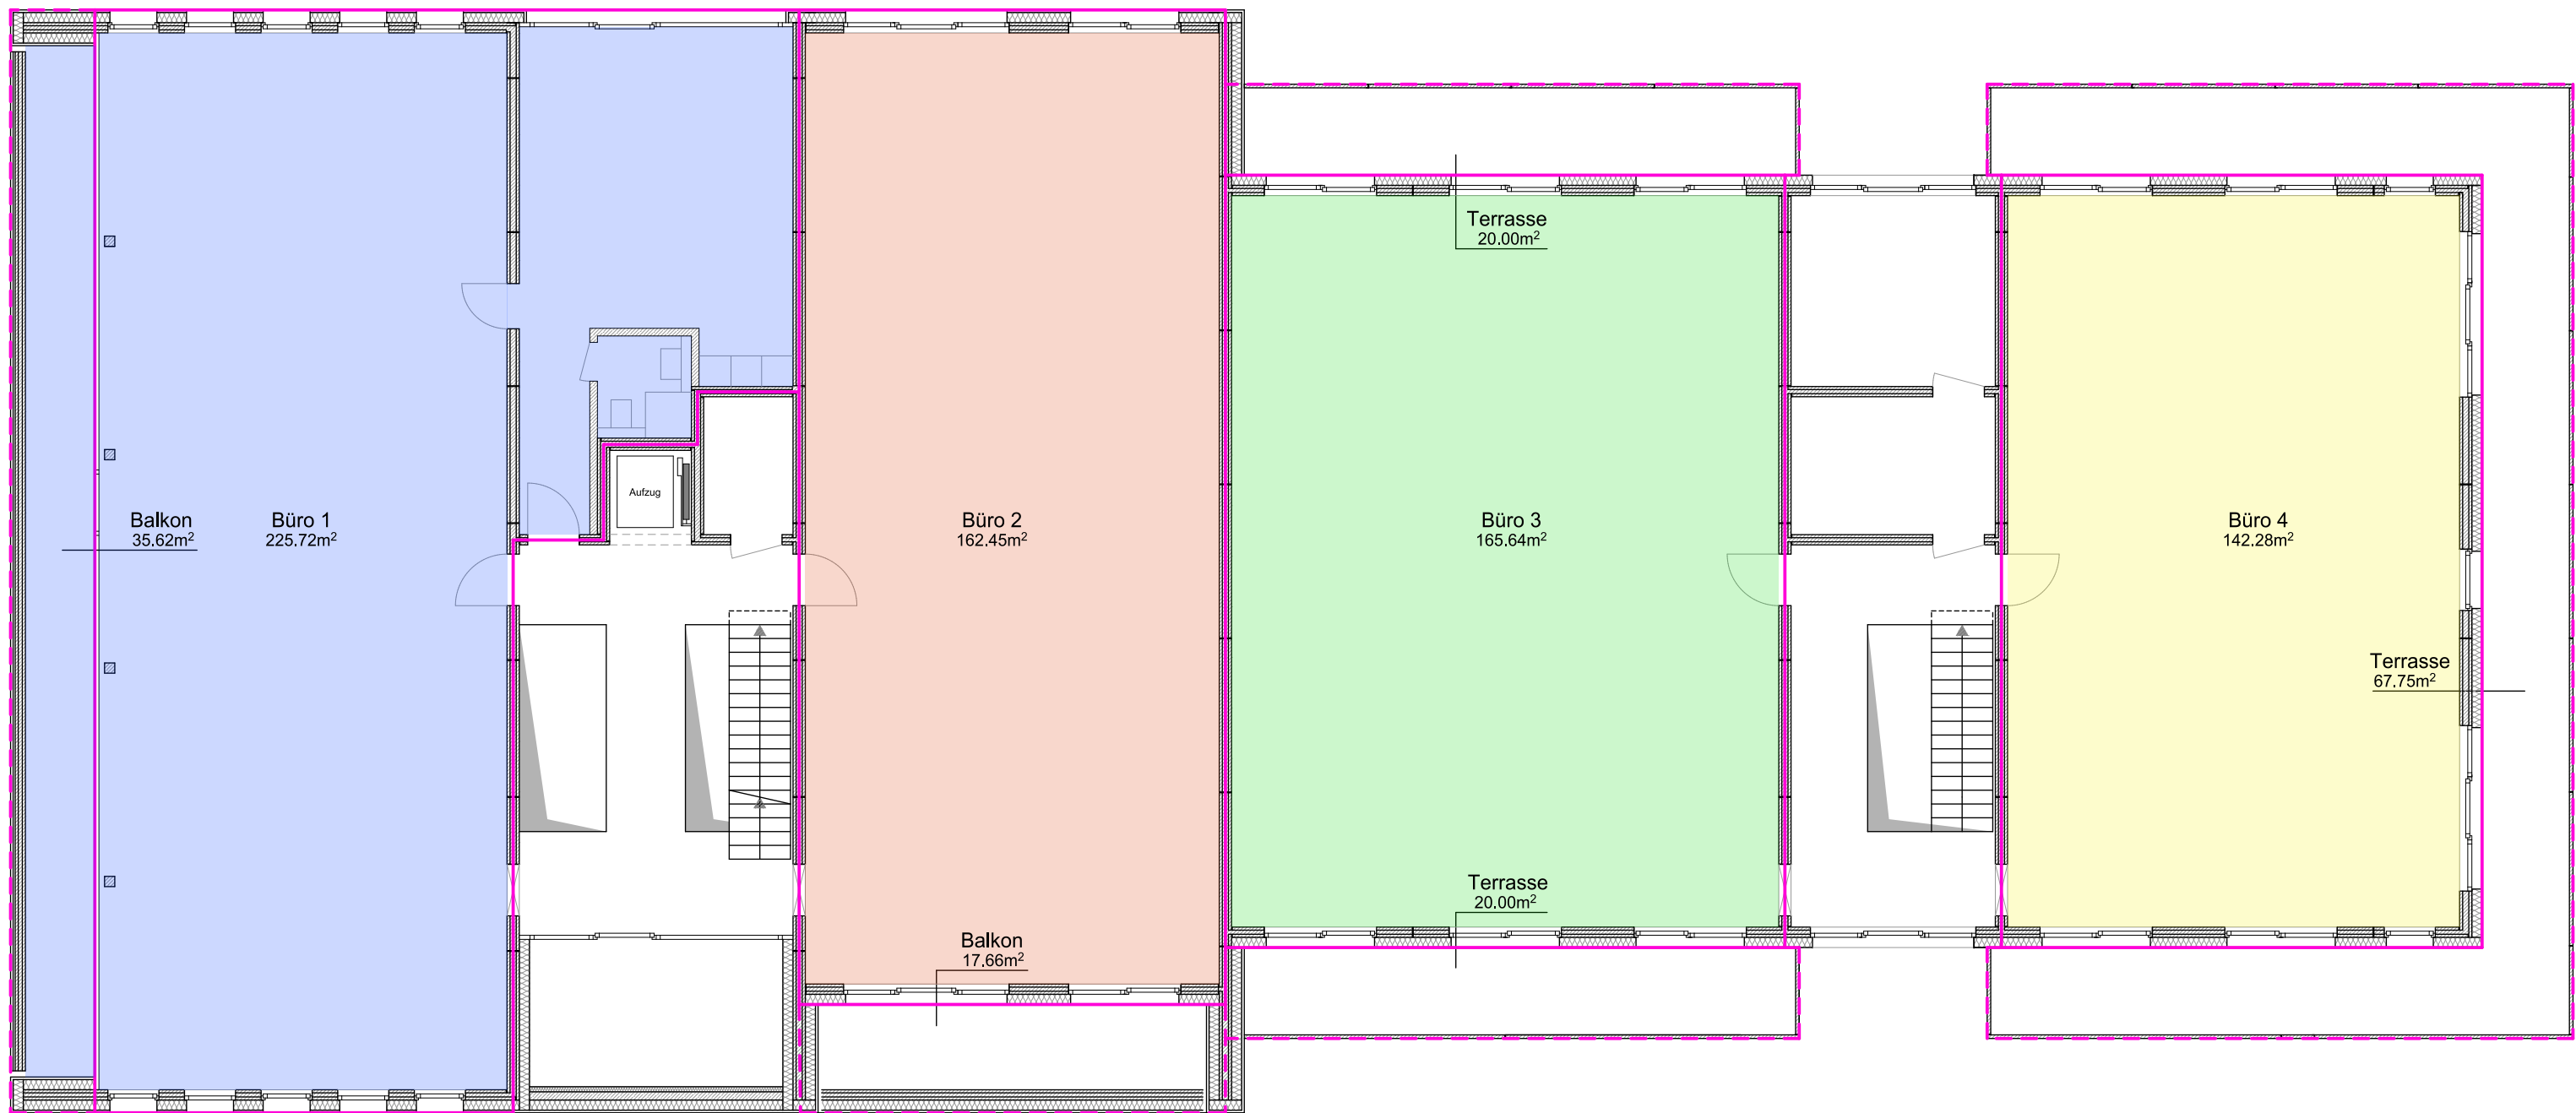 Terrasse
20.00m²
Aufzug
Balkon
35.62m²
Büro 1
225.72m²
Büro 2
162.45m²
Büro 3
165.64m²
Büro 4
142.28m²
Terrasse
67.75m²
Terrasse
20.00m²
Balkon
17.66m²